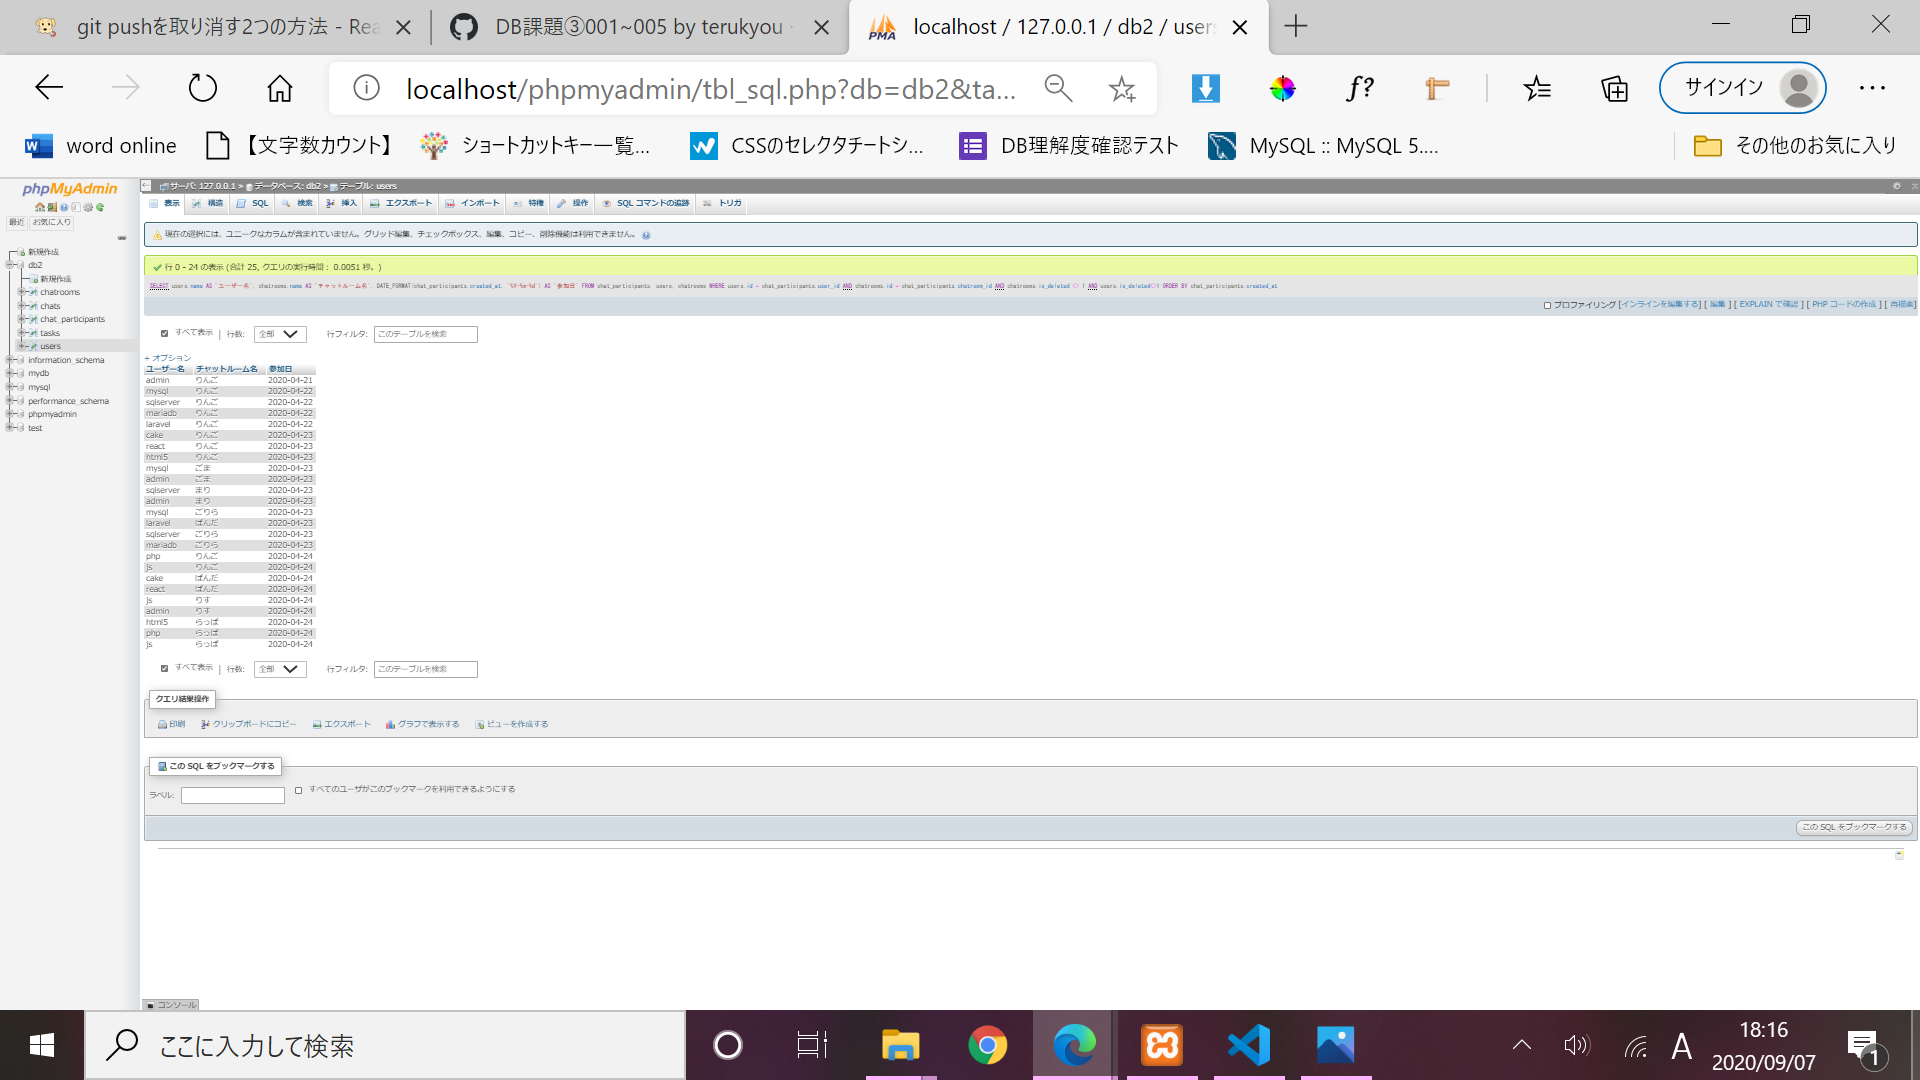 git pushを取り消す2つの方法 - Rea
DB課題③001~005 by terukyou
localhost / 127.0.0.1 / db2 / users
localhost/phpmyadmin/tbl_sql.php?db=db2&ta...
サインイン
word online
【文字数カウント】
ショートカットキー一覧...
CSSのセレクタチートシ...
DB理解度確認テスト
MySQL :: MySQL 5....
その他のお気に入り
phpMyAdmin
最近 お気に入り
新規作成
db2
新規作成
chatrooms
chats
chat_participants
tasks
users
information_schema
mydb
mysql
performance_schema
phpmyadmin
test
サーバ: 127.0.0.1 » データベース: db2 » テーブル: users
表示 構造 SQL 検索 挿入 エクスポート インポート 特権 操作 SQL コマンドの追跡 トリガ
現在の選択には、ユニークなカラムが含まれていません。グリッド編集、チェックボックス、編集、コピー、削除機能は利用できません。
行 0 - 24 の表示 (合計 25, クエリの実行時間： 0.0051 秒。)
SELECT users.name AS 'ユーザー名', chatrooms.name AS 'チャットルーム名', DATE_FORMAT(chat_participants.created_at, '%Y-%m-%d') AS '参加日' FROM chat_participants, users, chatrooms WHERE users.id = chat_participants.user_id AND chatrooms.id = chat_participants.chatroom_id AND chatrooms.is_deleted <> 1 AND users.is_deleted<>1 ORDER BY chat_participants.created_at
プロファイリング [インラインを編集する] [ 編集 ] [ EXPLAIN で確認 ] [ PHP コードの作成 ] [ 再描画]
すべて表示 | 行数: 全部 行フィルタ: このテーブルを検索
+ オプション
ユーザー名 チャットルーム名 参加日
admin りんご 2020-04-21
mysql りんご 2020-04-22
sqlserver りんご 2020-04-22
mariadb りんご 2020-04-22
laravel りんご 2020-04-22
cake りんご 2020-04-23
react りんご 2020-04-23
html5 りんご 2020-04-23
mysql ごま 2020-04-23
admin ごま 2020-04-23
sqlserver まり 2020-04-23
admin まり 2020-04-23
mysql ごりら 2020-04-23
laravel ぱんだ 2020-04-23
sqlserver ごりら 2020-04-23
mariadb ごりら 2020-04-23
php りんご 2020-04-24
js りんご 2020-04-24
cake ぱんだ 2020-04-24
react ぱんだ 2020-04-24
js りす 2020-04-24
admin りす 2020-04-24
html5 らっぱ 2020-04-24
php らっぱ 2020-04-24
js らっぱ 2020-04-24
すべて表示 | 行数: 全部 行フィルタ: このテーブルを検索
クエリ結果操作
印刷 クリップボードにコピー エクスポート グラフで表示する ビューを作成する
この SQL をブックマークする
ラベル: すべてのユーザがこのブックマークを利用できるようにする
この SQL をブックマークする
コンソール
ここに入力して検索
A
18:16
2020/09/07
1